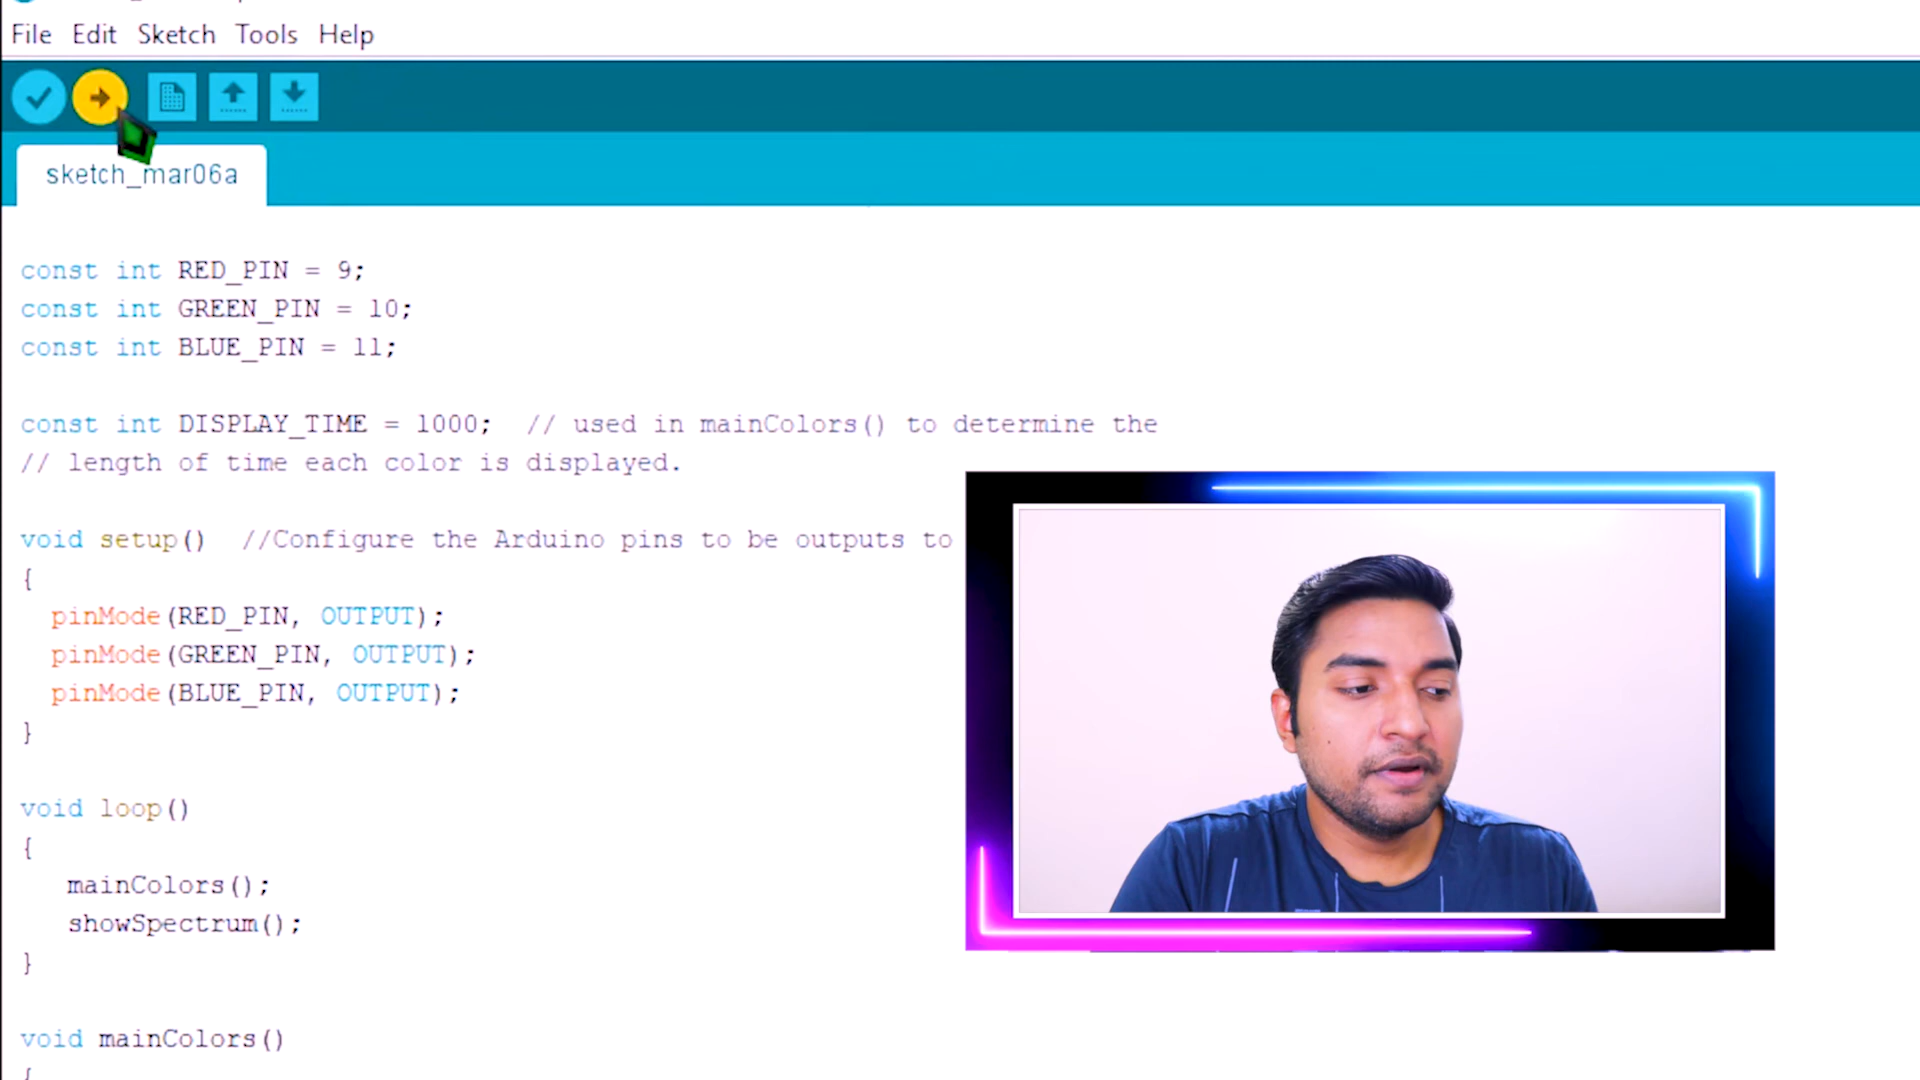 File Edit Sketch Tools Help
sketch_mar06a
const int RED_PIN = 9;
const int GREEN_PIN = 10;
const int BLUE_PIN = 11;
const int DISPLAY_TIME = 1000;  // used in mainColors() to determine the
// length of time each color is displayed.
void setup()  //Configure the Arduino pins to be outputs to
{
pinMode(RED_PIN, OUTPUT);
pinMode(GREEN_PIN, OUTPUT);
pinMode(BLUE_PIN, OUTPUT);
}
void loop()
{
mainColors();
showSpectrum();
}
void mainColors()
{